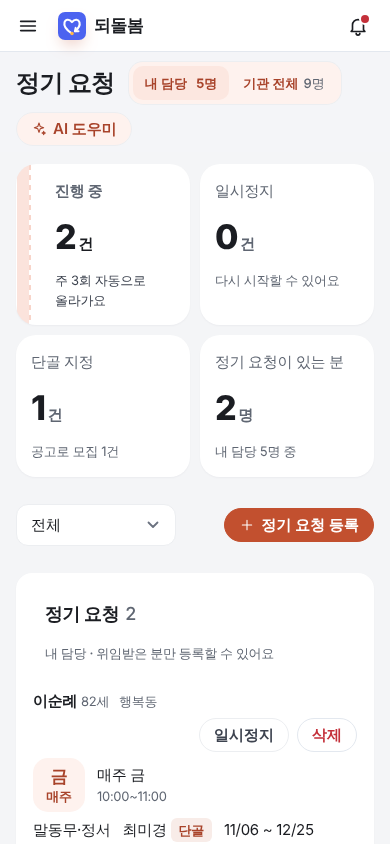 되돌봄
정기 요청
내 담당 5명 기관 전체 9명
AI 도우미
진행 중
2건
주 3회 자동으로
올라가요
일시정지
0건
다시 시작할 수 있어요
단골 지정
1건
공고로 모집 1건
정기 요청이 있는 분
2명
내 담당 5명 중
전체
+ 정기 요청 등록
정기 요청 2
내 담당 · 위임받은 분만 등록할 수 있어요
이순례 82세 행복동
일시정지 삭제
금 매주 금
매주 10:00~11:00
말동무·정서 최미경 단골 11/06 ~ 12/25